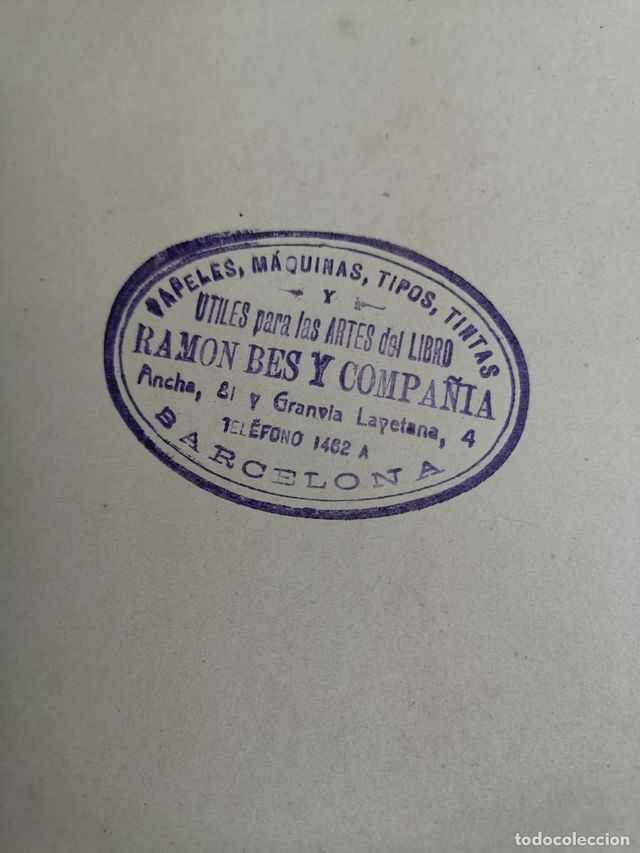 PAPELES, MÁQUINAS, TIPOS, TINTAS
Y
UTILES para las ARTES del LIBRO
RAMON BES Y COMPAÑIA
Ancha, 21 y Granvia Layetana, 4
TELÉFONO 1462 A
BARCELONA
todocoleccion